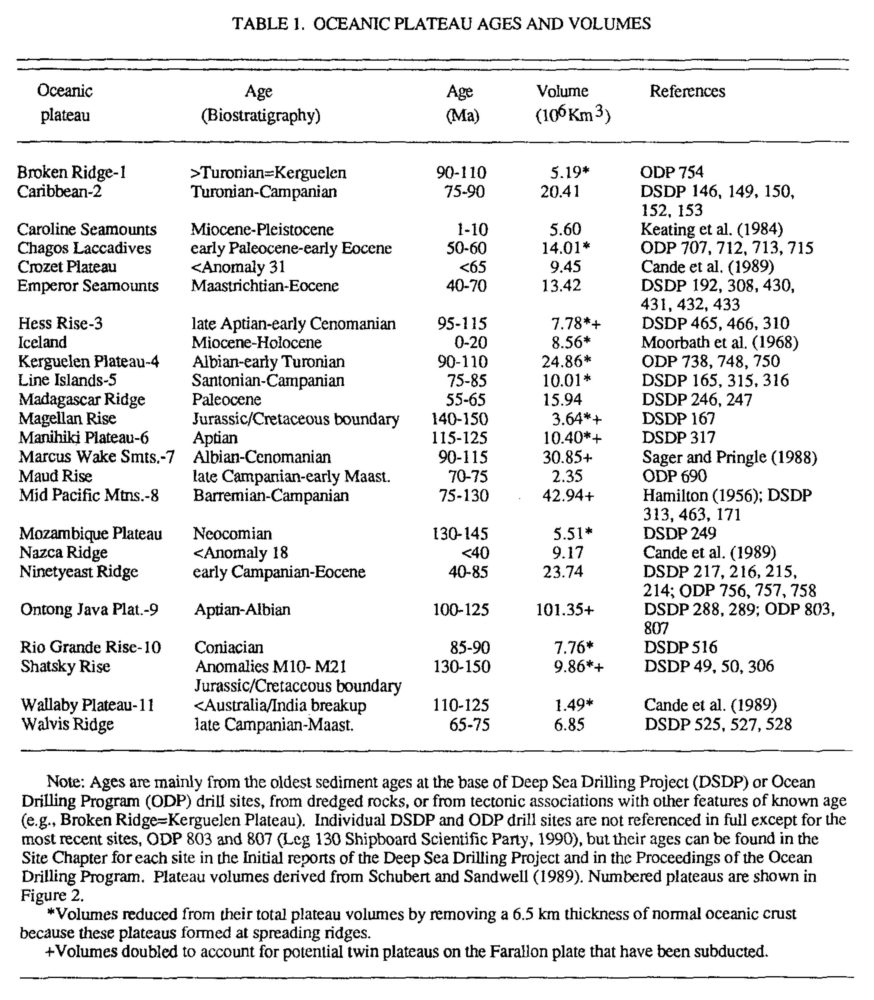 TABLE 1. OCEANIC PLATEAU AGES AND VOLUMES
Oceanic Age Age Volume References
plateau (Biostratigraphy) (Ma) (10⁶Km³)
Broken Ridge-1 >Turonian=Kerguelen 90-110 5.19* ODP 754
Caribbean-2 Turonian-Campanian 75-90 20.41 DSDP 146, 149, 150,
152, 153
Caroline Seamounts Miocene-Pleistocene 1-10 5.60 Keating et al. (1984)
Chagos Laccadives early Paleocene-early Eocene 50-60 14.01* ODP 707, 712, 713, 715
Crozet Plateau <Anomaly 31 <65 9.45 Cande et al. (1989)
Emperor Seamounts Maastrichtian-Eocene 40-70 13.42 DSDP 192, 308, 430,
431, 432, 433
Hess Rise-3 late Aptian-early Cenomanian 95-115 7.78*+ DSDP 465, 466, 310
Iceland Miocene-Holocene 0-20 8.56* Moorbath et al. (1968)
Kerguelen Plateau-4 Albian-early Turonian 90-110 24.86* ODP 738, 748, 750
Line Islands-5 Santonian-Campanian 75-85 10.01* DSDP 165, 315, 316
Madagascar Ridge Paleocene 55-65 15.94 DSDP 246, 247
Magellan Rise Jurassic/Cretaceous boundary 140-150 3.64*+ DSDP 167
Manihiki Plateau-6 Aptian 115-125 10.40*+ DSDP 317
Marcus Wake Smts.-7 Albian-Cenomanian 90-115 30.85+ Sager and Pringle (1988)
Maud Rise late Campanian-early Maast. 70-75 2.35 ODP 690
Mid Pacific Mtns.-8 Barremian-Campanian 75-130 42.94+ Hamilton (1956); DSDP
313, 463, 171
Mozambique Plateau Neocomian 130-145 5.51* DSDP 249
Nazca Ridge <Anomaly 18 <40 9.17 Cande et al. (1989)
Ninetyeast Ridge early Campanian-Eocene 40-85 23.74 DSDP 217, 216, 215,
214; ODP 756, 757, 758
Ontong Java Plat.-9 Aptian-Albian 100-125 101.35+ DSDP 288, 289; ODP 803,
807
Rio Grande Rise-10 Coniacian 85-90 7.76* DSDP 516
Shatsky Rise Anomalies M10- M21 130-150 9.86*+ DSDP 49, 50, 306
Jurassic/Cretaceous boundary
Wallaby Plateau-11 <Australia/India breakup 110-125 1.49* Cande et al. (1989)
Walvis Ridge late Campanian-Maast. 65-75 6.85 DSDP 525, 527, 528
Note: Ages are mainly from the oldest sediment ages at the base of Deep Sea Drilling Project (DSDP) or Ocean
Drilling Program (ODP) drill sites, from dredged rocks, or from tectonic associations with other features of known age
(e.g., Broken Ridge=Kerguelen Plateau). Individual DSDP and ODP drill sites are not referenced in full except for the
most recent sites, ODP 803 and 807 (Leg 130 Shipboard Scientific Party, 1990), but their ages can be found in the
Site Chapter for each site in the Initial reports of the Deep Sea Drilling Project and in the Proceedings of the Ocean
Drilling Program. Plateau volumes derived from Schubert and Sandwell (1989). Numbered plateaus are shown in
Figure 2.
*Volumes reduced from their total plateau volumes by removing a 6.5 km thickness of normal oceanic crust
because these plateaus formed at spreading ridges.
+Volumes doubled to account for potential twin plateaus on the Farallon plate that have been subducted.